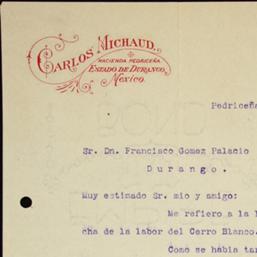 CARLOS MICHAUD.
HACIENDA PEDRICEÑA
ESTADO DE DURANGO,
Mexico
Pedriceña
Sr. Dn. Francisco Gomez Palacio
Durango.
Muy estimado Sr. mio y amigo:
Me refiero a la
cha de la labor del Cerro Blanco.
Como se habia